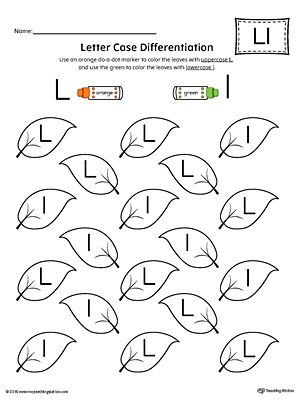 Name:
Letter Case Differentiation
Ll
Use an orange do-a-dot marker to color the leaves with uppercase L,
and use the green to color the leaves with lowercase l.
L orange green l
L L L
L L
l l L
l l
L L l
l l
l L L
©2018 www.myteachingstation.com My Teaching Station